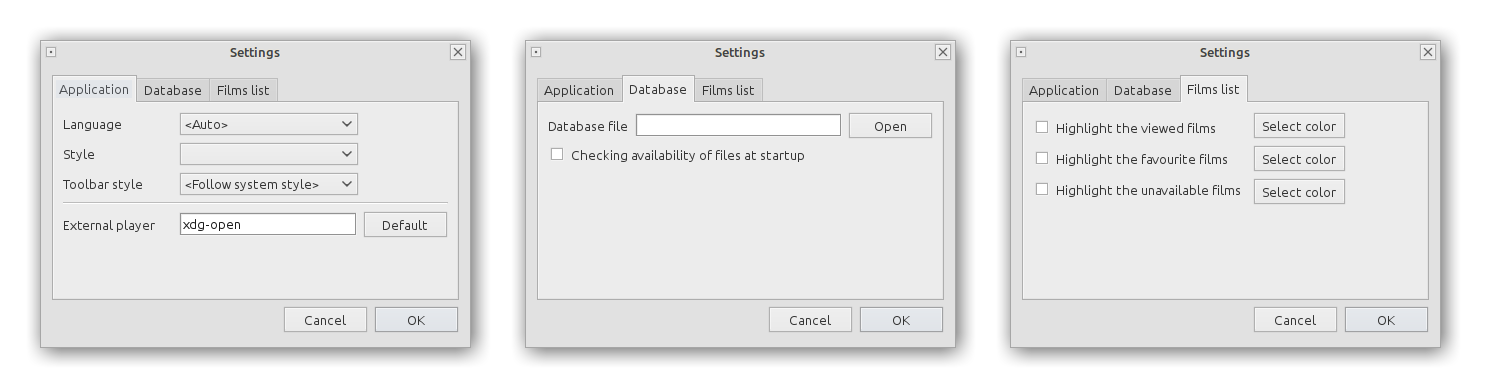 Settings
Application Database Films list
Language <Auto>
Style
Toolbar style <Follow system style>
External player xdg-open Default
Cancel OK
Settings
Application Database Films list
Database file Open
Checking availability of files at startup
Cancel OK
Settings
Application Database Films list
Highlight the viewed films Select color
Highlight the favourite films Select color
Highlight the unavailable films Select color
Cancel OK